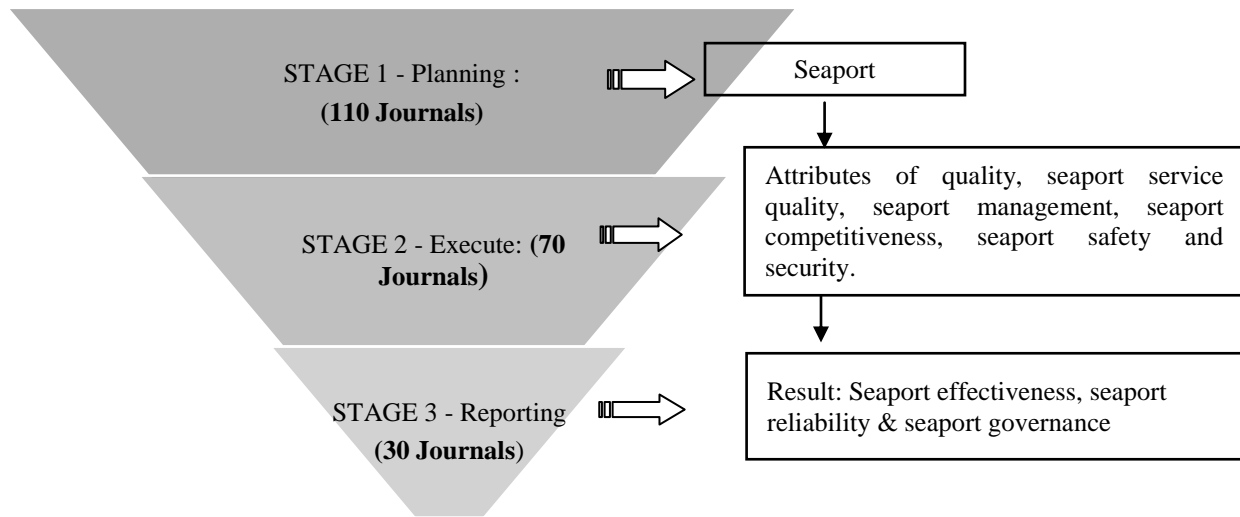 STAGE 1 - Planning :
(110 Journals)
Seaport
STAGE 2 - Execute: (70
Journals)
Attributes of quality, seaport service
quality, seaport management, seaport
competitiveness, seaport safety and
security.
STAGE 3 - Reporting
(30 Journals)
Result: Seaport effectiveness, seaport
reliability & seaport governance